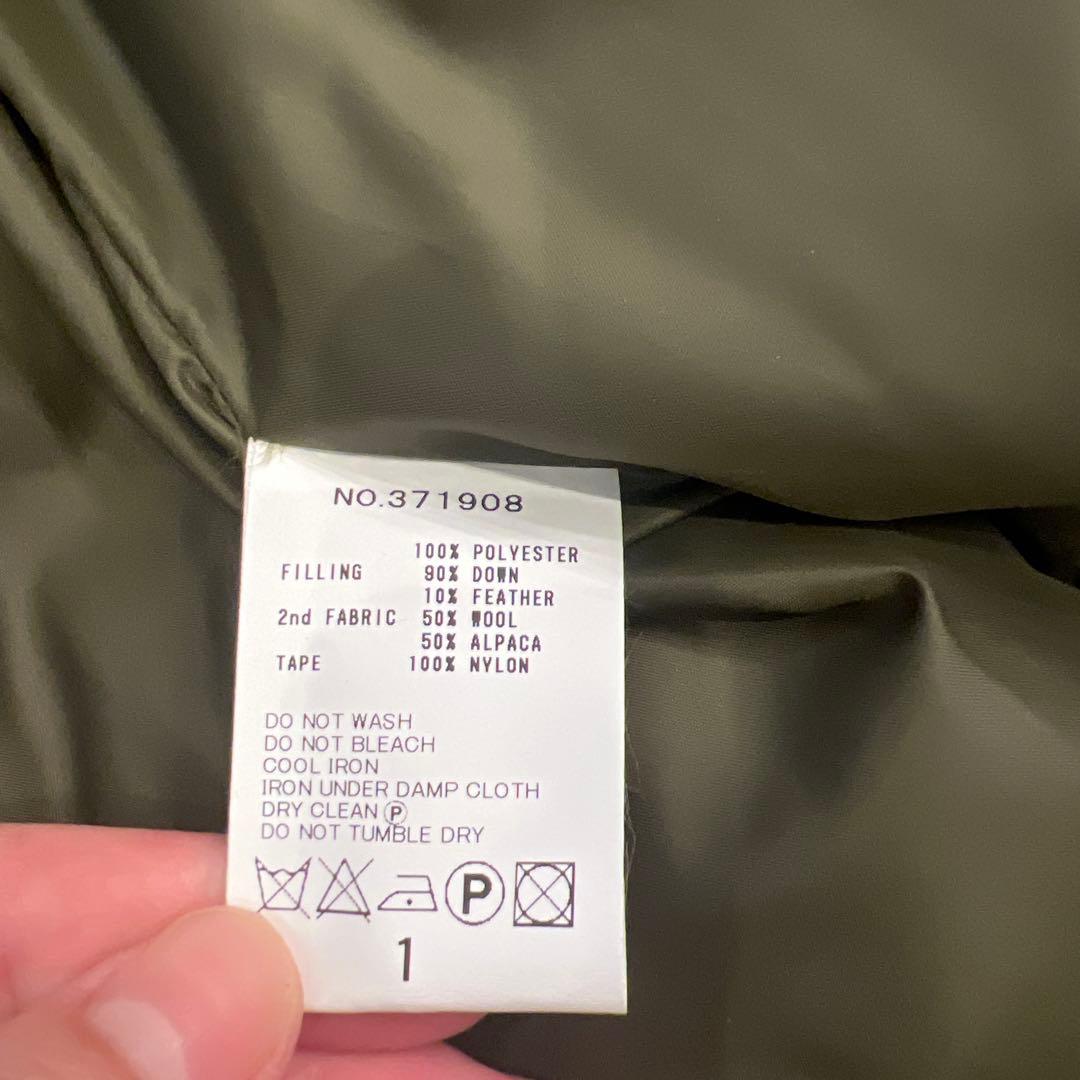 NO.371908
100% POLYESTER
FILLING 90% DOWN
10% FEATHER
2nd FABRIC 50% WOOL
50% ALPACA
TAPE 100% NYLON
DO NOT WASH
DO NOT BLEACH
COOL IRON
IRON UNDER DAMP CLOTH
DRY CLEAN Ⓟ
DO NOT TUMBLE DRY
P
1